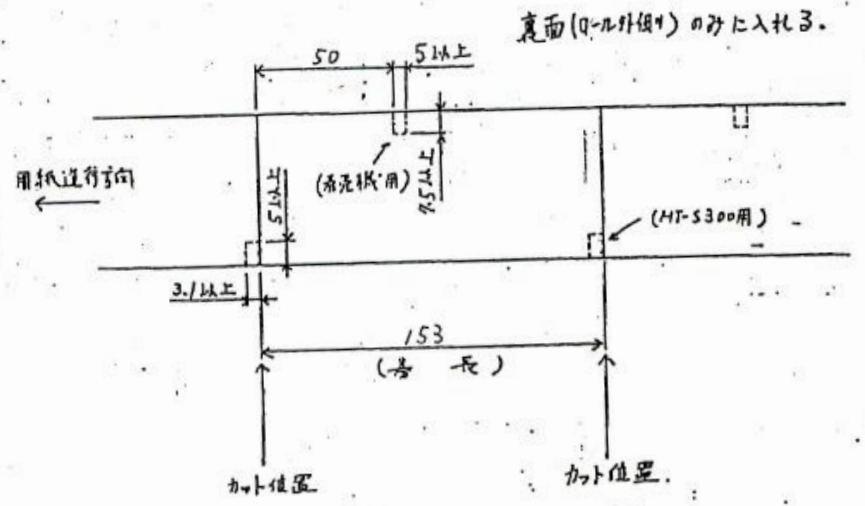 裏面(ロール外側)のみに入れる.
50
5以上
用紙進行方向
(券売機用)
7.5以上
5以上
(HT-S300用)
3.1以上
153
(券 長)
カット位置
カット位置.